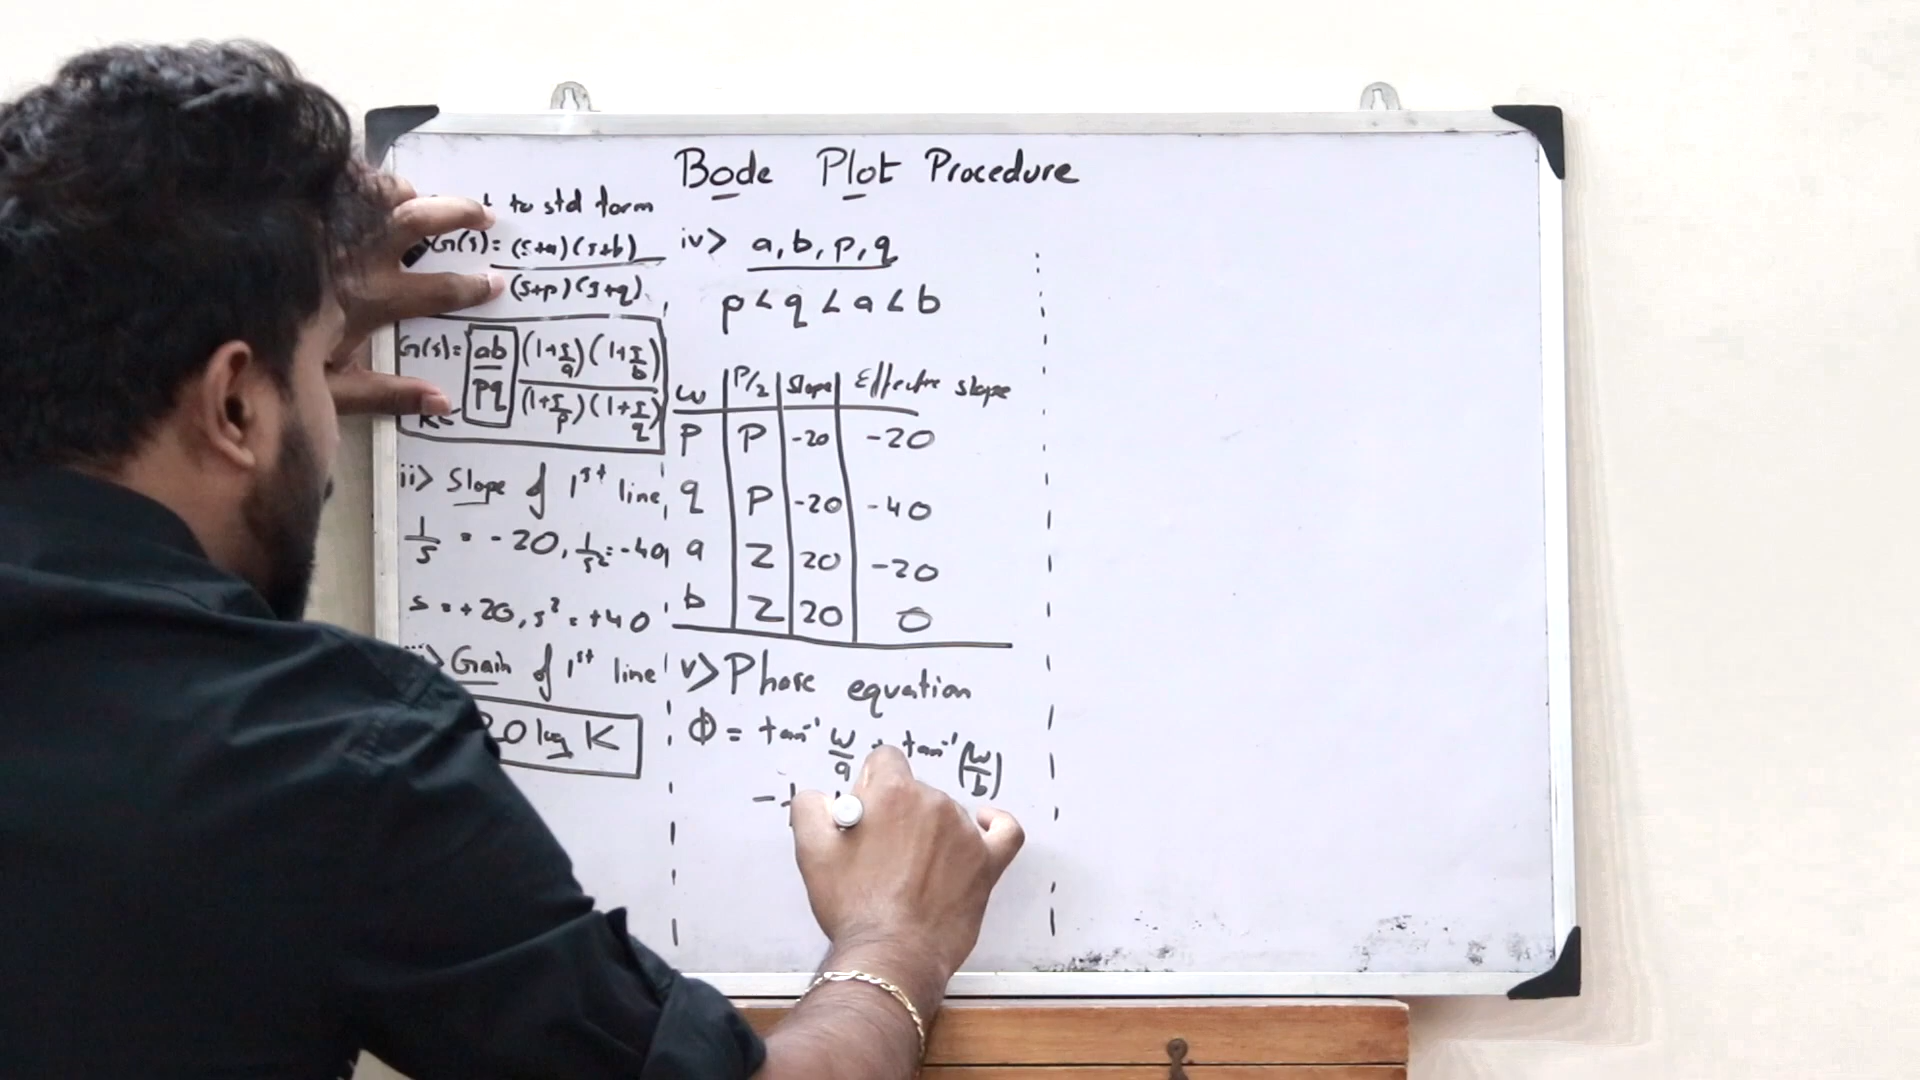 Bode Plot Procedure
to std form
G(s) = (s+a)(s+b)
(s+p)(s+q)
G(s) = ab (1+s/a)(1+s/b)
pq (1+s/p)(1+s/q)
K
ii> Slope of 1st line
1/s = -20, 1/s² = -40
s = +20, s² = +40
Gain of 1st line
20 log K
iv> a, b, p, q
p < q < a < b
ω P/Z Slope Effective slope
p P -20 -20
q P -20 -40
a Z 20 -20
b Z 20 0
v> Phase equation
Φ = tan⁻¹ ω/a + tan⁻¹ (ω/b)
-